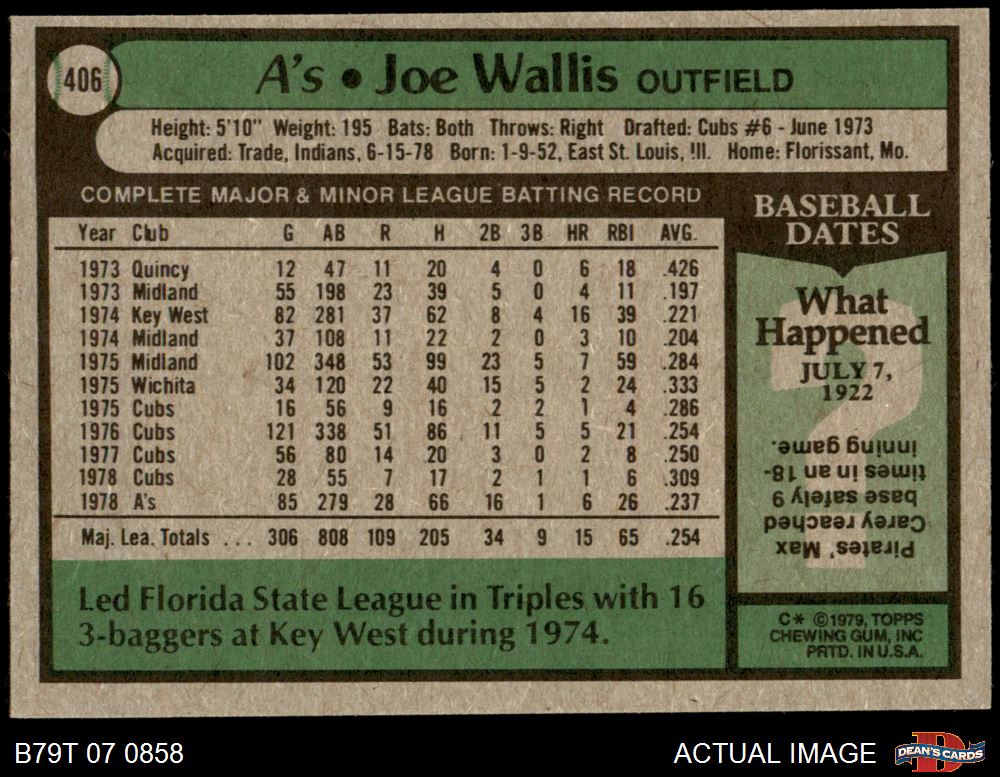 406
A's • Joe Wallis OUTFIELD
Height: 5'10" Weight: 195 Bats: Both Throws: Right Drafted: Cubs #6 - June 1973
Acquired: Trade, Indians, 6-15-78 Born: 1-9-52, East St. Louis, Ill. Home: Florissant, Mo.
COMPLETE MAJOR & MINOR LEAGUE BATTING RECORD
Year Club G AB R H 2B 3B HR RBI AVG.
1973 Quincy 12 47 11 20 4 0 6 18 .426
1973 Midland 55 198 23 39 5 0 4 11 .197
1974 Key West 82 281 37 62 8 4 16 39 .221
1974 Midland 37 108 11 22 2 0 3 10 .204
1975 Midland 102 348 53 99 23 5 7 59 .284
1975 Wichita 34 120 22 40 15 5 2 24 .333
1975 Cubs 16 56 9 16 2 2 1 4 .286
1976 Cubs 121 338 51 86 11 5 5 21 .254
1977 Cubs 56 80 14 20 3 0 2 8 .250
1978 Cubs 28 55 7 17 2 1 1 6 .309
1978 A's 85 279 28 66 16 1 6 26 .237
Maj. Lea. Totals ... 306 808 109 205 34 9 15 65 .254
Led Florida State League in Triples with 16
3-baggers at Key West during 1974.
BASEBALL
DATES
What
Happened
JULY 7,
1922
Pirates' Max
Carey reached
base safely 9
times in an 18-
inning game.
C* ©1979, TOPPS
CHEWING GUM, INC
PRTD. IN U.S.A.
B79T 07 0858
ACTUAL IMAGE
D
DEAN'S CARDS